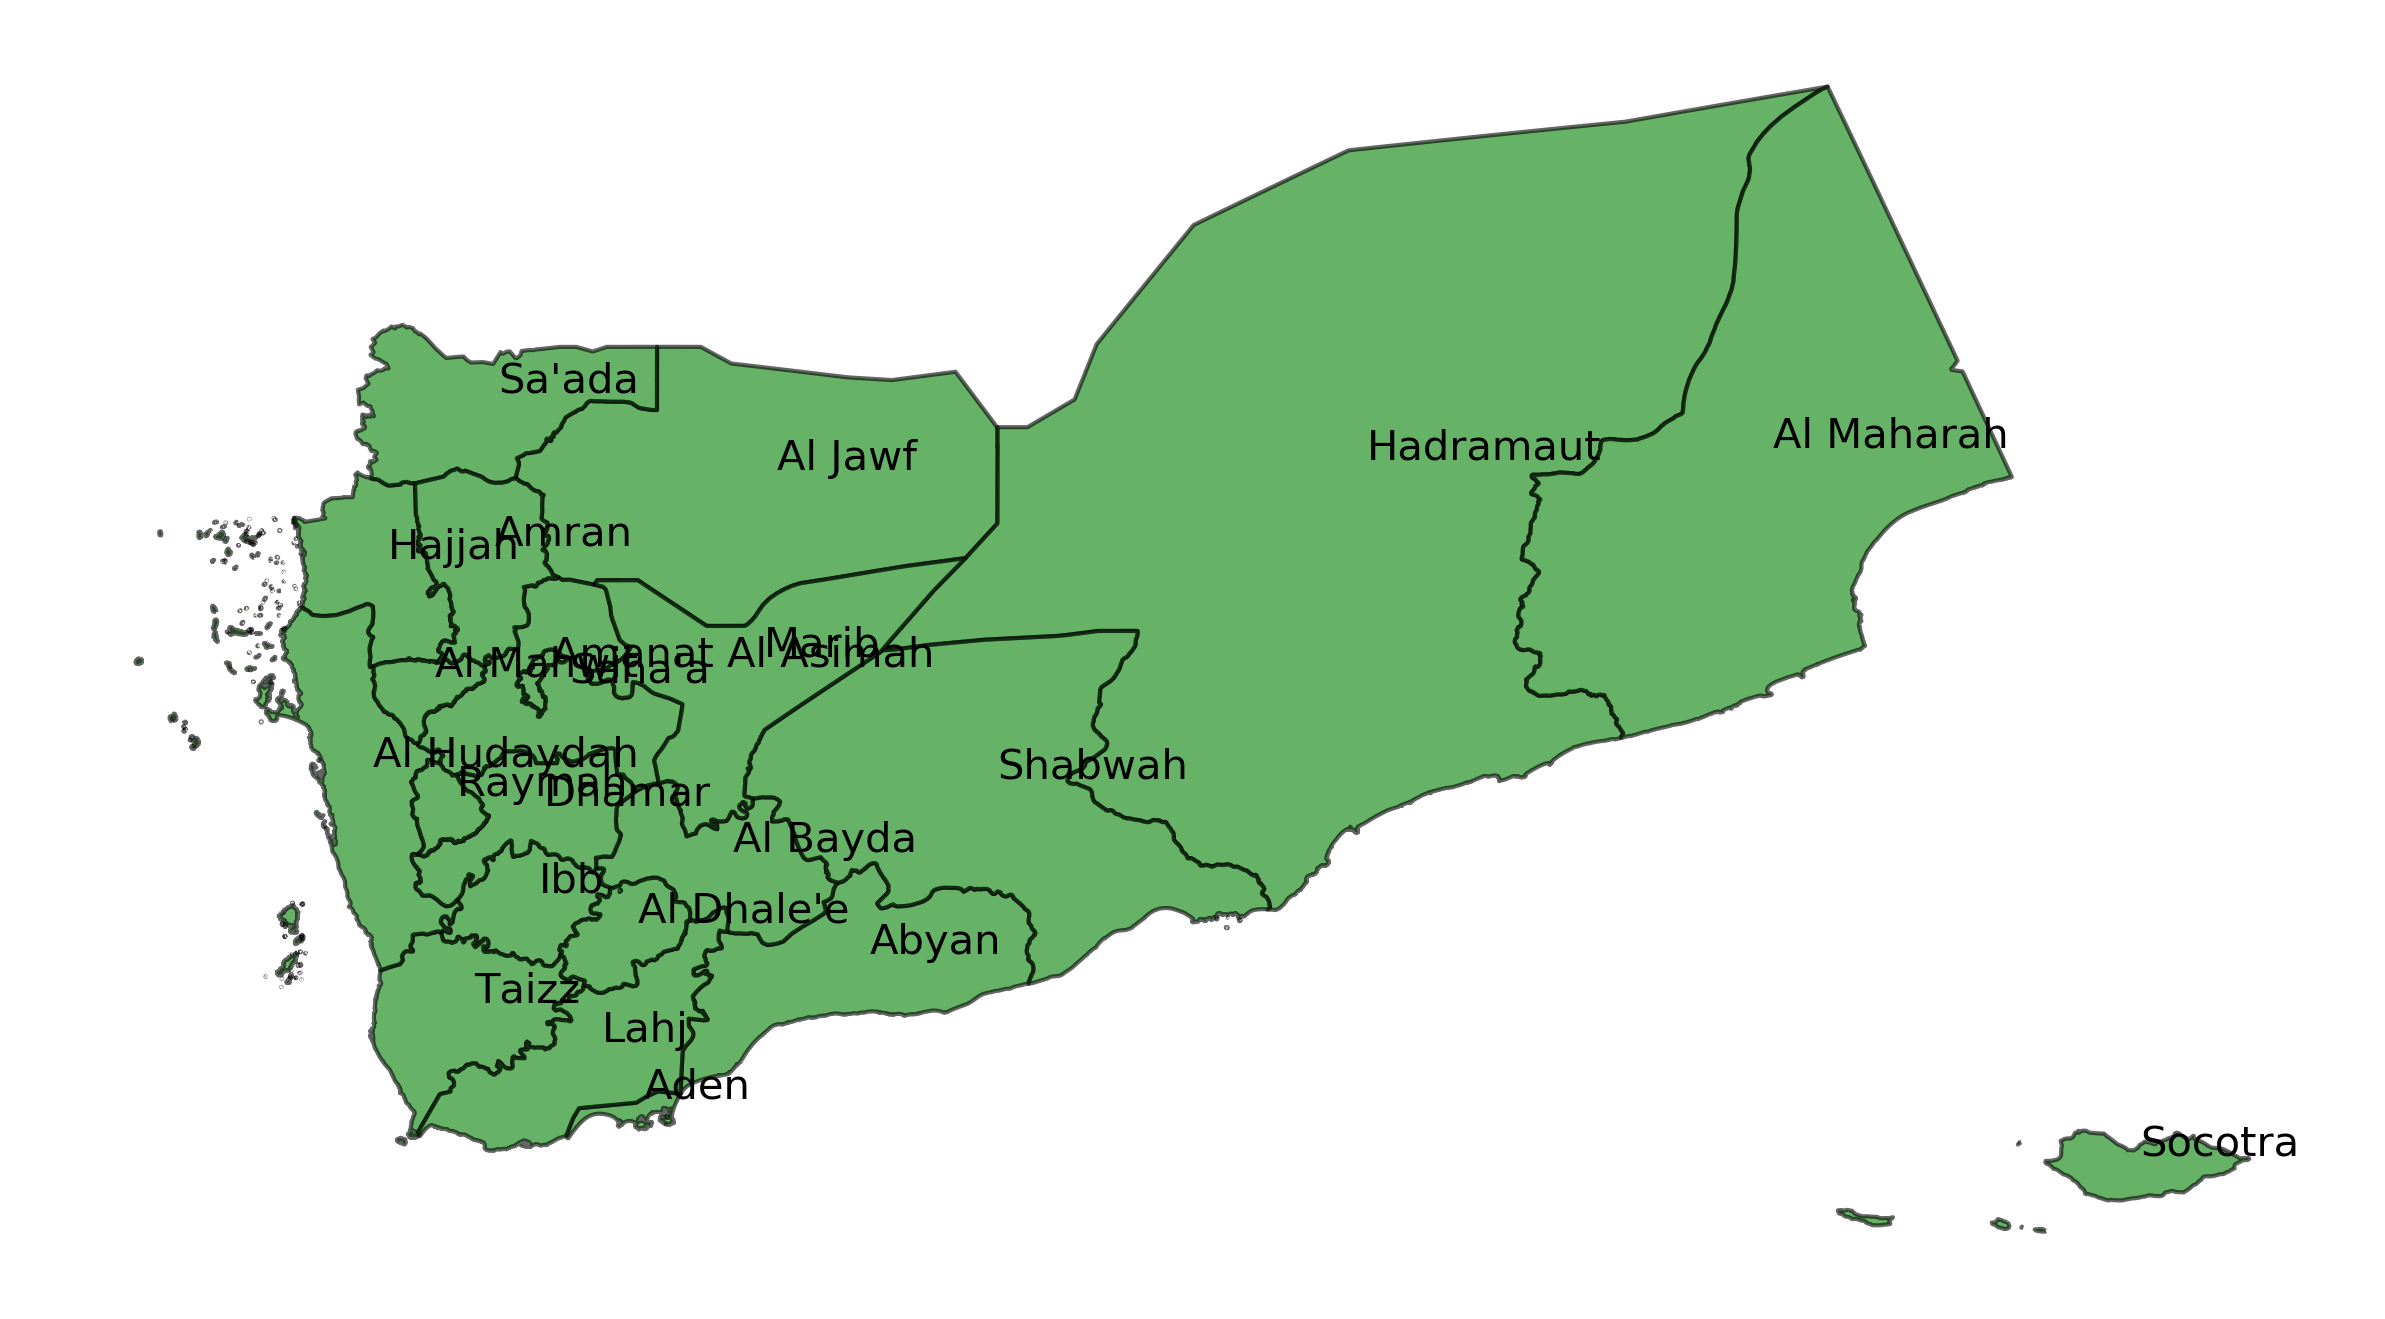 Sa'ada
Al Maharah
Hadramaut
Al Jawf
Amran
Hajjah
Marib
Amanat Al Asimah
Al Mahwit
Sana'a
Al Hudaydah
Shabwah
Raymah
Dhamar
Al Bayda
Ibb
Al Dhale'e
Abyan
Taizz
Lahj
Aden
Socotra